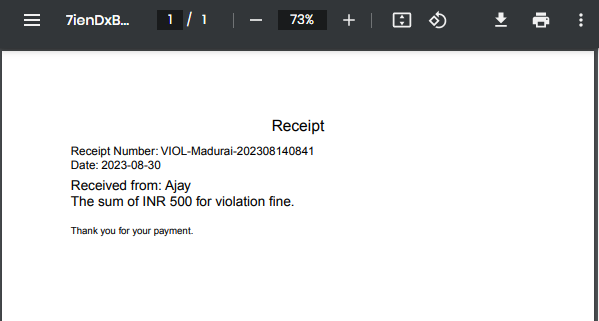 7ienDxB...
1 / 1
73%
Receipt
Receipt Number: VIOL-Madurai-202308140841
Date: 2023-08-30
Received from: Ajay
The sum of INR 500 for violation fine.
Thank you for your payment.